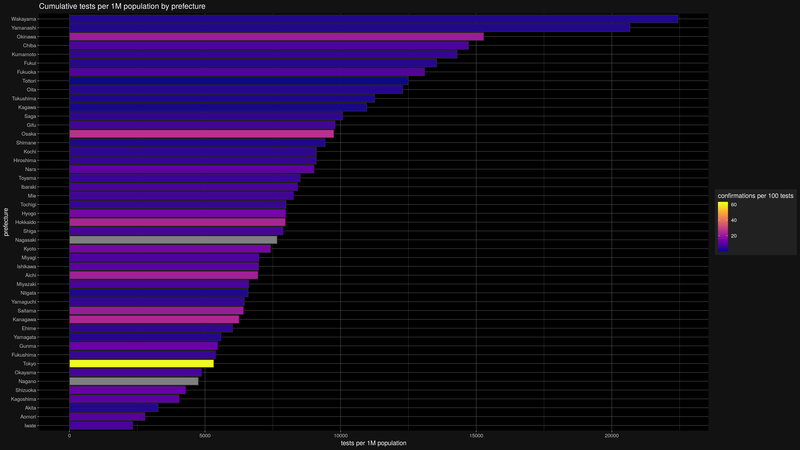 Cumulative tests per 1M population by prefecture
prefecture
Wakayama
Yamanashi
Okinawa
Chiba
Kumamoto
Fukui
Fukuoka
Tottori
Oita
Tokushima
Kagawa
Saga
Gifu
Osaka
Shimane
Kochi
Hiroshima
Nara
Toyama
Ibaraki
Mie
Tochigi
Hyogo
Hokkaido
Shiga
Nagasaki
Kyoto
Miyagi
Ishikawa
Aichi
Miyazaki
Niigata
Yamaguchi
Saitama
Kanagawa
Ehime
Yamagata
Gunma
Fukushima
Tokyo
Okayama
Nagano
Shizuoka
Kagoshima
Akita
Aomori
Iwate
0 5000 10000 15000 20000
tests per 1M population
confirmations per 100 tests
60
40
20